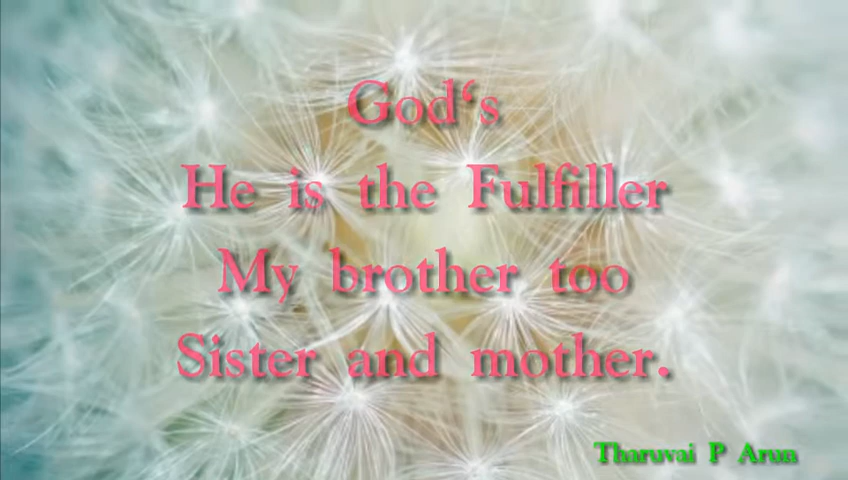 God‘s
He is the Fulfiller
My brother too
Sister and mother.
Tharuvai P Arun